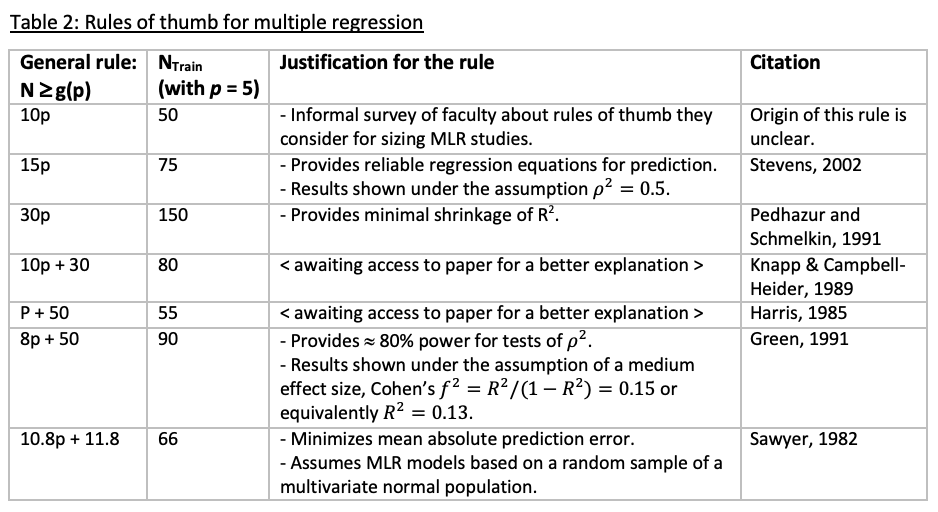 Table 2: Rules of thumb for multiple regression
General rule: N ≥ g(p)
N_Train (with p = 5)
Justification for the rule
Citation
10p
50
- Informal survey of faculty about rules of thumb they
consider for sizing MLR studies.
Origin of this rule is
unclear.
15p
75
- Provides reliable regression equations for prediction.
- Results shown under the assumption ρ² = 0.5.
Stevens, 2002
30p
150
- Provides minimal shrinkage of R².
Pedhazur and
Schmelkin, 1991
10p + 30
80
< awaiting access to paper for a better explanation >
Knapp & Campbell-
Heider, 1989
P + 50
55
< awaiting access to paper for a better explanation >
Harris, 1985
8p + 50
90
- Provides ≈ 80% power for tests of ρ².
- Results shown under the assumption of a medium
effect size, Cohen's f² = R²/(1 − R²) = 0.15 or
equivalently R² = 0.13.
Green, 1991
10.8p + 11.8
66
- Minimizes mean absolute prediction error.
- Assumes MLR models based on a random sample of a
multivariate normal population.
Sawyer, 1982